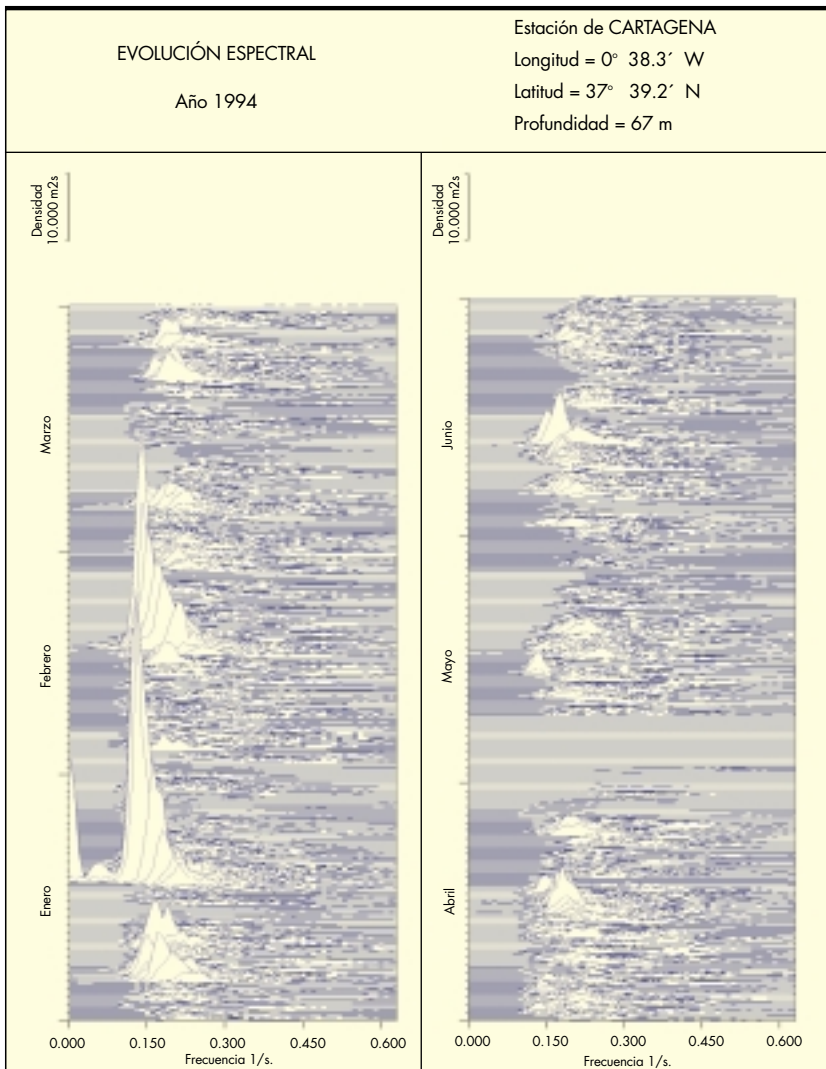 EVOLUCIÓN ESPECTRAL
Año 1994
Estación de CARTAGENA
Longitud = 0° 38.3´ W
Latitud = 37° 39.2´ N
Profundidad = 67 m
Densidad
10.000 m2s
Marzo
Febrero
Enero
0.000 0.150 0.300 0.450 0.600
Frecuencia 1/s.
Densidad
10.000 m2s
Junio
Mayo
Abril
0.000 0.150 0.300 0.450 0.600
Frecuencia 1/s.